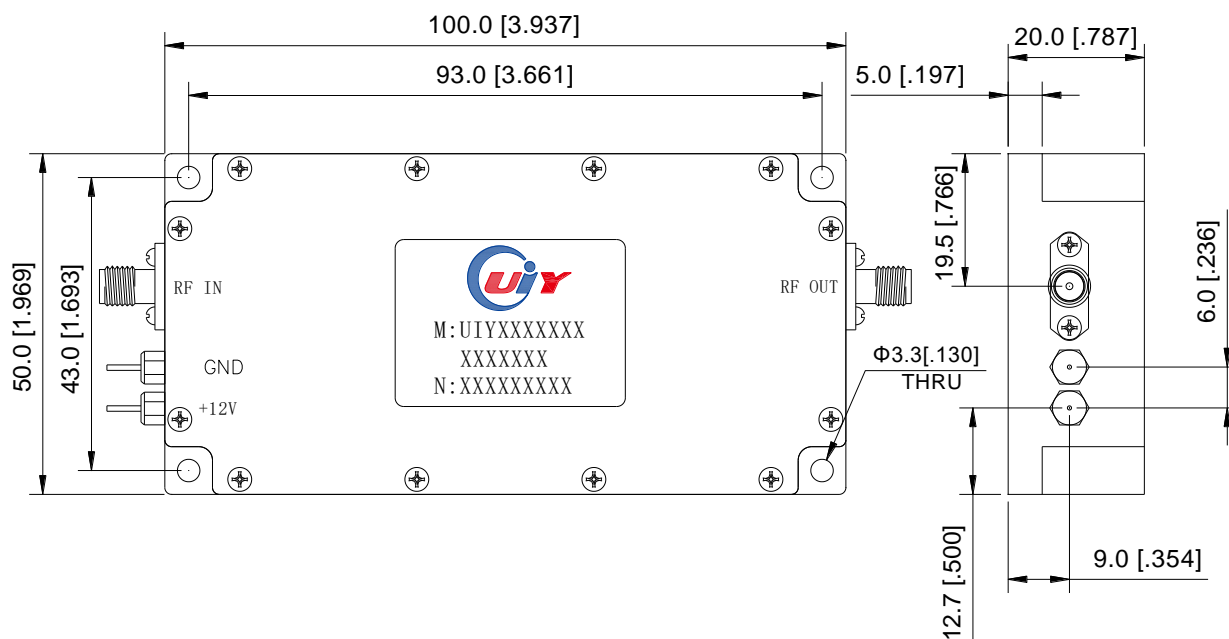 100.0 [3.937]
93.0 [3.661]
20.0 [.787]
5.0 [.197]
50.0 [1.969]
43.0 [1.693]
19.5 [.766]
6.0 [.236]
UiY
RF IN
RF OUT
M:UIYXXXXXXX
XXXXXXX
N:XXXXXXXXX
GND
+12V
Φ3.3[.130]
THRU
12.7 [.500]
9.0 [.354]